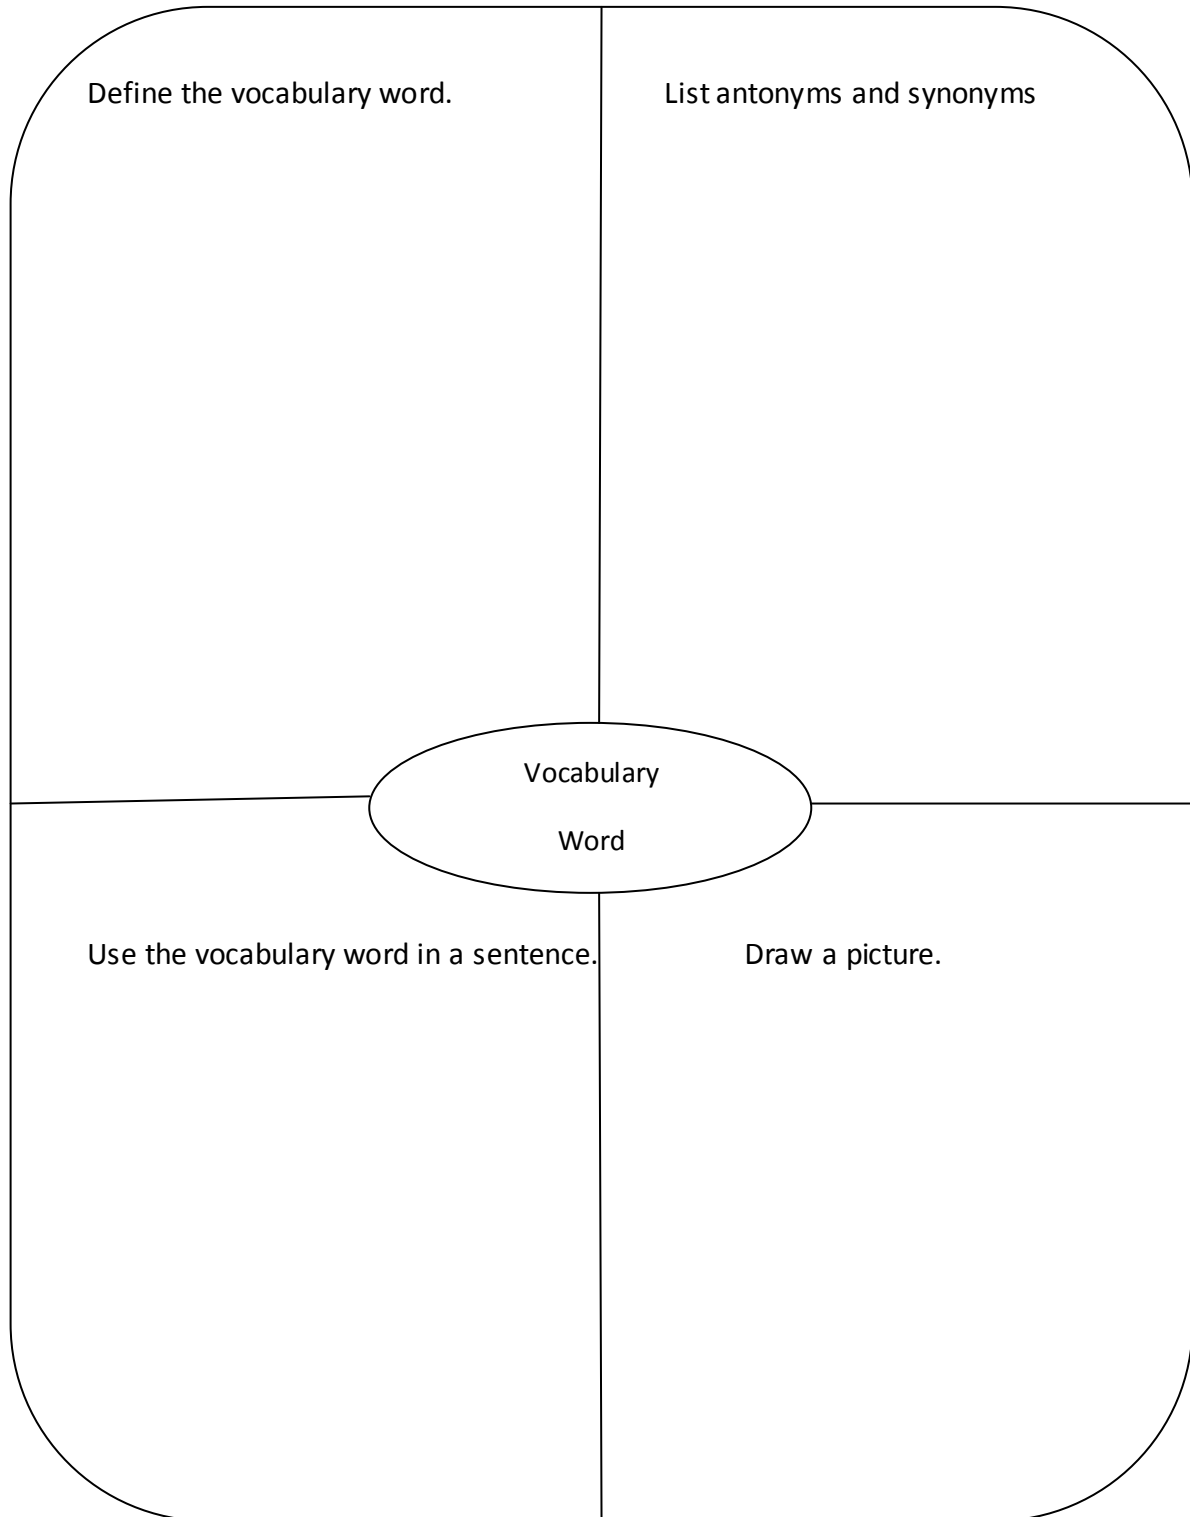 Define the vocabulary word.
List antonyms and synonyms
Vocabulary
Word
Use the vocabulary word in a sentence.
Draw a picture.